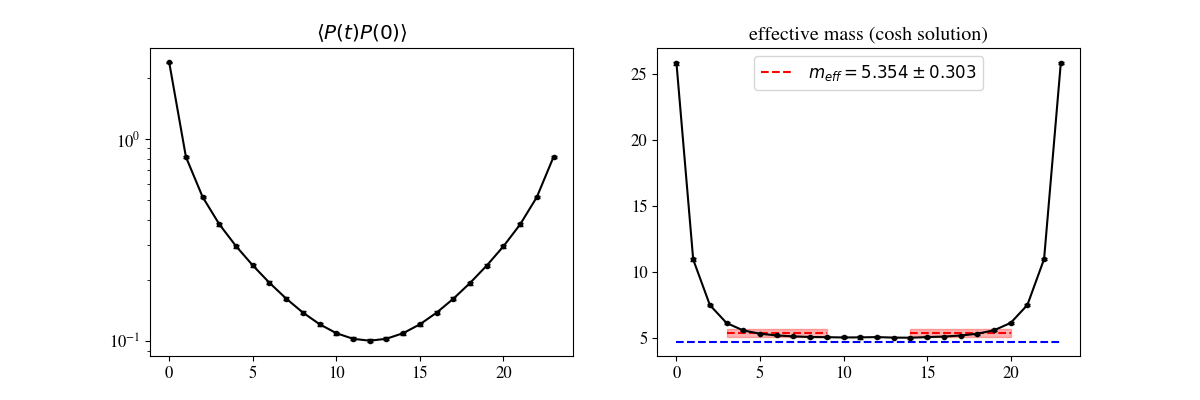 ⟨P(t)P(0)⟩
10⁰
10⁻¹
0 5 10 15 20
effective mass (cosh solution)
m_eff = 5.354 ± 0.303
25
20
15
10
5
0 5 10 15 20